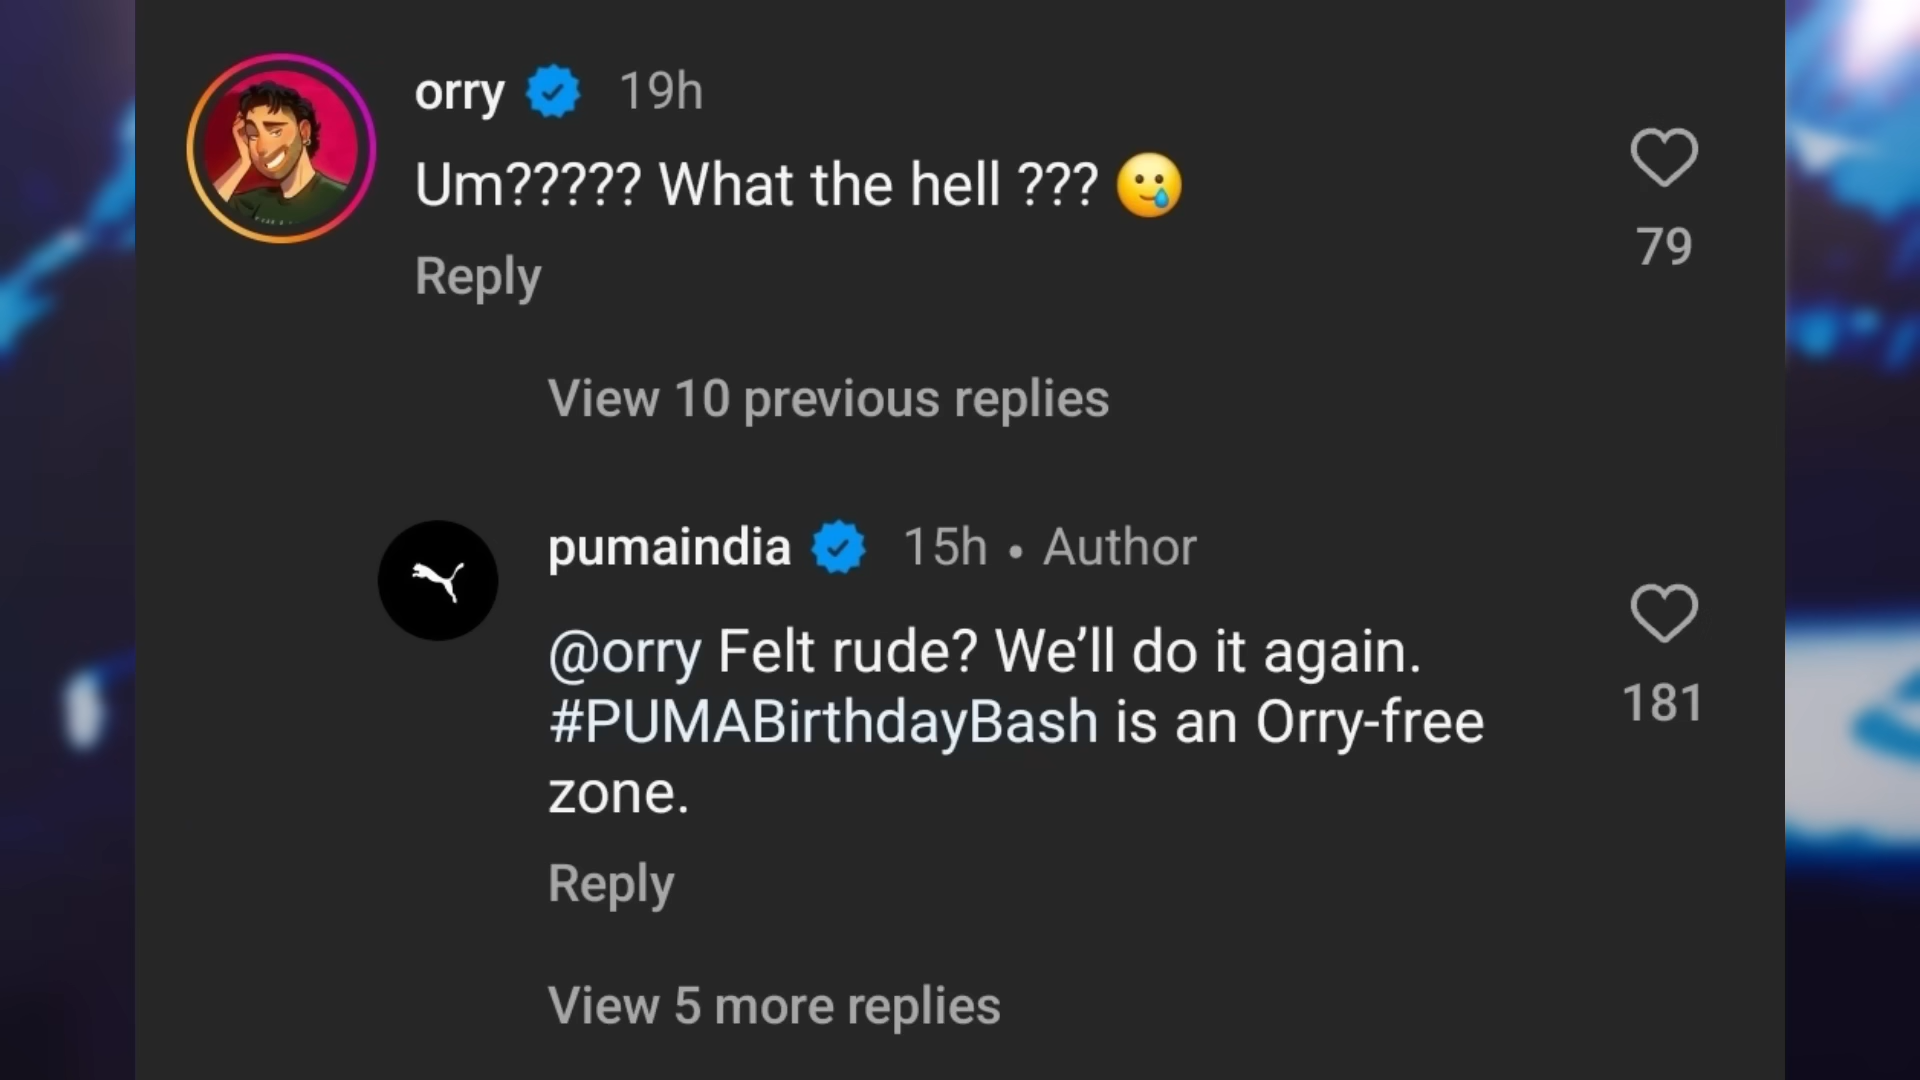 orry 19h
Um????? What the hell ??? 🥲
79
Reply
View 10 previous replies
pumaindia 15h • Author
@orry Felt rude? We’ll do it again.
#PUMABirthdayBash is an Orry-free
zone.
181
Reply
View 5 more replies